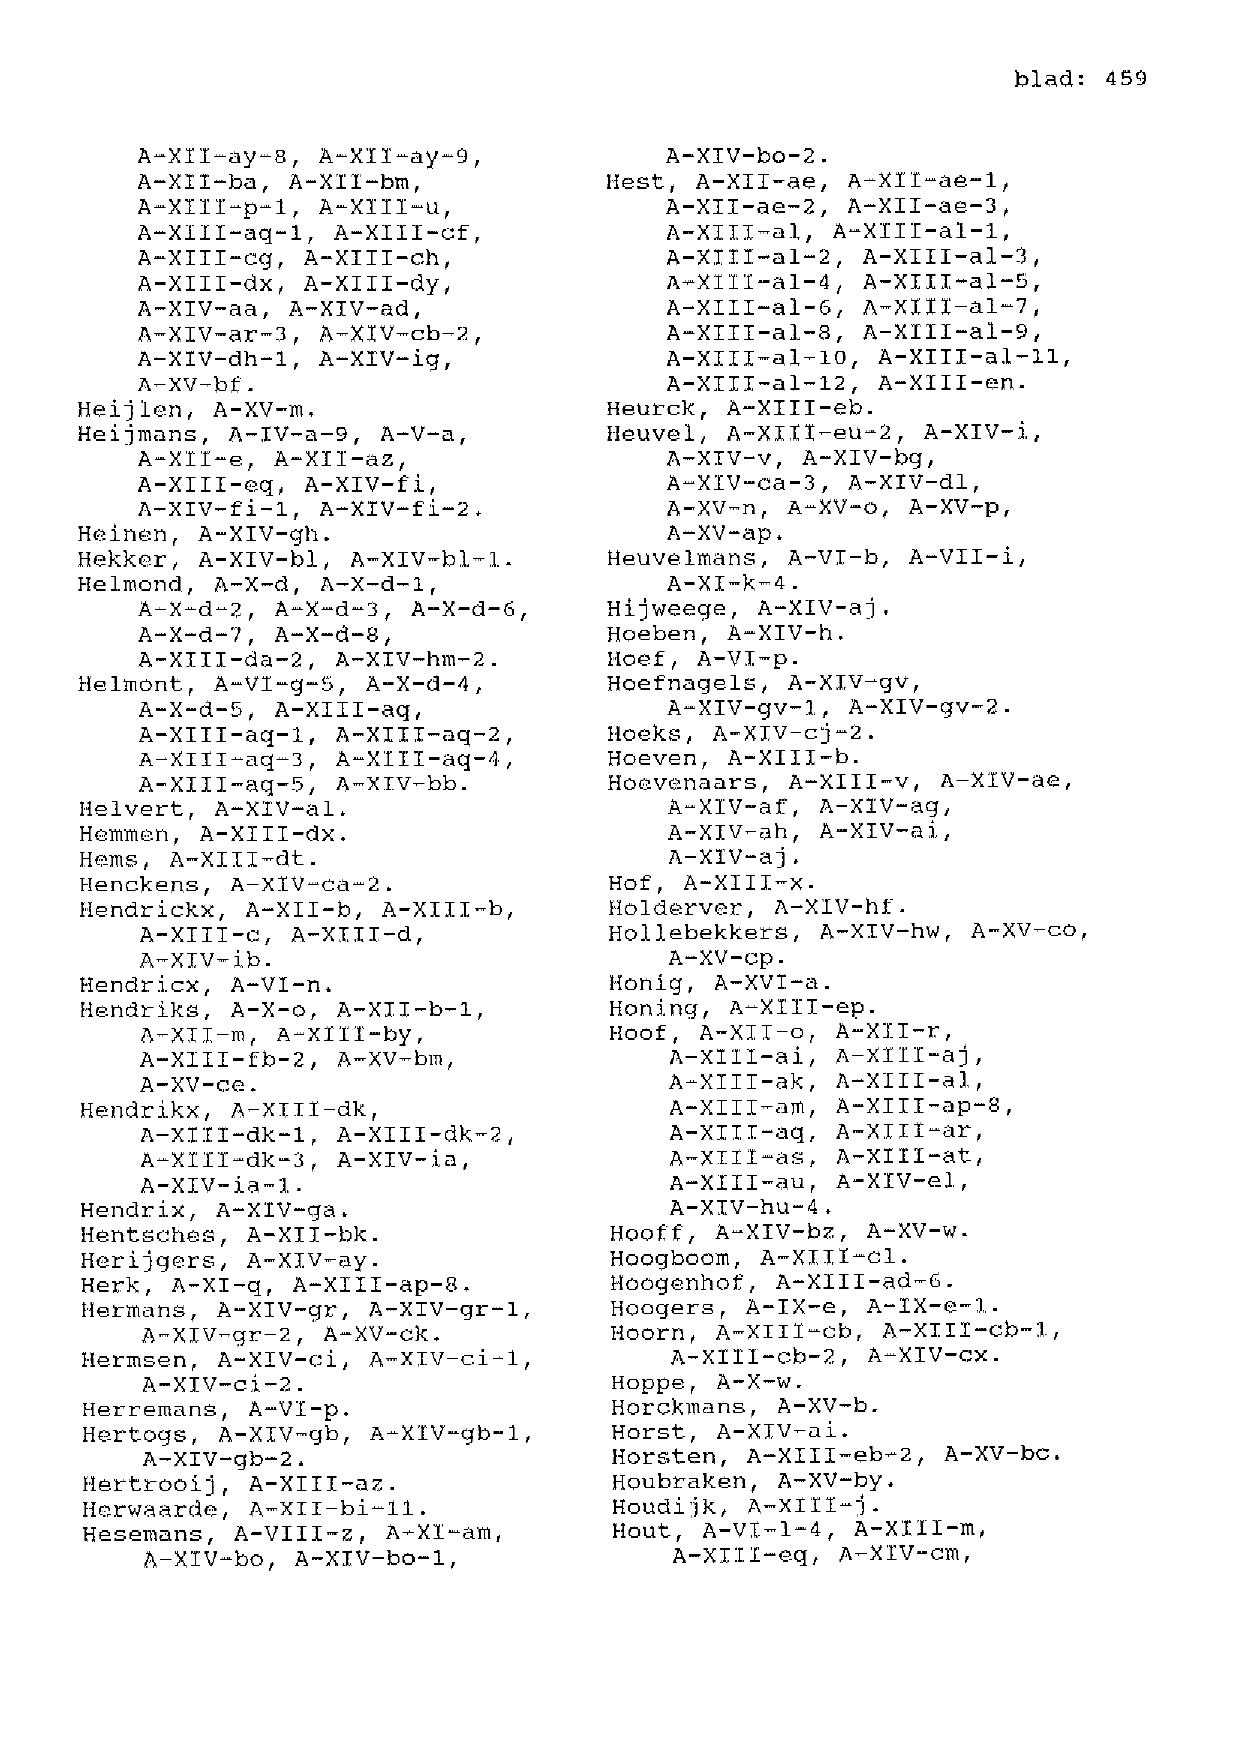 blad: 459
A-XII-ay-8, A-XII-ay-9,
A-XII-ba, A-XII-bm,
A-XIII-p-1, A-XIII-u,
A-XIII-aq-1, A-XIII-cf,
A-XIII-cg, A-XIII-ch,
A-XIII-dx, A-XIII-dy,
A-XIV-aa, A-XIV-ad,
A-XIV-ar-3, A-XIV-cb-2,
A-XIV-dh-1, A-XIV-ig,
A-XV-bf.
Heijlen, A-XV-m.
Heijmans, A-IV-a-9, A-V-a,
A-XII-e, A-XII-az,
A-XIII-eq, A-XIV-fi,
A-XIV-fi-1, A-XIV-fi-2.
Heinen, A-XIV-gh.
Hekker, A-XIV-bl, A-XIV-bl-1.
Helmond, A-X-d, A-X-d-1,
A-X-d-2, A-X-d-3, A-X-d-6,
A-X-d-7, A-X-d-8,
A-XIII-da-2, A-XIV-hm-2.
Helmont, A-VI-g-5, A-X-d-4,
A-X-d-5, A-XIII-aq,
A-XIII-aq-1, A-XIII-aq-2,
A-XIII-aq-3, A-XIII-aq-4,
A-XIII-aq-5, A-XIV-bb.
Helvert, A-XIV-al.
Hemmen, A-XIII-dx.
Hems, A-XIII-dt.
Henckens, A-XIV-ca-2.
Hendrickx, A-XII-b, A-XIII-b,
A-XIII-c, A-XIII-d,
A-XIV-ib.
Hendricx, A-VI-n.
Hendriks, A-X-o, A-XII-b-1,
A-XII-m, A-XIII-by,
A-XIII-fb-2, A-XV-bm,
A-XV-ce.
Hendrikx, A-XIII-dk,
A-XIII-dk-1, A-XIII-dk-2,
A-XIII-dk-3, A-XIV-ia,
A-XIV-ia-1.
Hendrix, A-XIV-ga.
Hentsches, A-XII-bk.
Herijgers, A-XIV-ay.
Herk, A-XI-q, A-XIII-ap-8.
Hermans, A-XIV-gr, A-XIV-gr-1,
A-XIV-gr-2, A-XV-ck.
Hermsen, A-XIV-ci, A-XIV-ci-1,
A-XIV-ci-2.
Herremans, A-VI-p.
Hertogs, A-XIV-gb, A-XIV-gb-1,
A-XIV-gb-2.
Hertrooij, A-XIII-az.
Herwaarde, A-XII-bi-11.
Hesemans, A-VIII-z, A-XI-am,
A-XIV-bo, A-XIV-bo-1,
A-XIV-bo-2.
Hest, A-XII-ae, A-XII-ae-1,
A-XII-ae-2, A-XII-ae-3,
A-XIII-al, A-XIII-al-1,
A-XIII-al-2, A-XIII-al-3,
A-XIII-al-4, A-XIII-al-5,
A-XIII-al-6, A-XIII-al-7,
A-XIII-al-8, A-XIII-al-9,
A-XIII-al-10, A-XIII-al-11,
A-XIII-al-12, A-XIII-en.
Heurck, A-XIII-eb.
Heuvel, A-XIII-eu-2, A-XIV-i,
A-XIV-v, A-XIV-bg,
A-XIV-ca-3, A-XIV-dl,
A-XV-n, A-XV-o, A-XV-p,
A-XV-ap.
Heuvelmans, A-VI-b, A-VII-i,
A-XI-k-4.
Hijweege, A-XIV-aj.
Hoeben, A-XIV-h.
Hoef, A-VI-p.
Hoefnagels, A-XIV-gv,
A-XIV-gv-1, A-XIV-gv-2.
Hoeks, A-XIV-cj-2.
Hoeven, A-XIII-b.
Hoevenaars, A-XIII-v, A-XIV-ae,
A-XIV-af, A-XIV-ag,
A-XIV-ah, A-XIV-ai,
A-XIV-aj.
Hof, A-XIII-x.
Holderver, A-XIV-hf.
Hollebekkers, A-XIV-hw, A-XV-co,
A-XV-cp.
Honig, A-XVI-a.
Honing, A-XIII-ep.
Hoof, A-XII-o, A-XII-r,
A-XIII-ai, A-XIII-aj,
A-XIII-ak, A-XIII-al,
A-XIII-am, A-XIII-ap-8,
A-XIII-aq, A-XIII-ar,
A-XIII-as, A-XIII-at,
A-XIII-au, A-XIV-el,
A-XIV-hu-4.
Hooff, A-XIV-bz, A-XV-w.
Hoogboom, A-XIII-cl.
Hoogenhof, A-XIII-ad-6.
Hoogers, A-IX-e, A-IX-e-1.
Hoorn, A-XIII-cb, A-XIII-cb-1,
A-XIII-cb-2, A-XIV-cx.
Hoppe, A-X-w.
Horckmans, A-XV-b.
Horst, A-XIV-ai.
Horsten, A-XIII-eb-2, A-XV-bc.
Houbraken, A-XV-by.
Houdijk, A-XIII-j.
Hout, A-VI-l-4, A-XIII-m,
A-XIII-eq, A-XIV-cm,